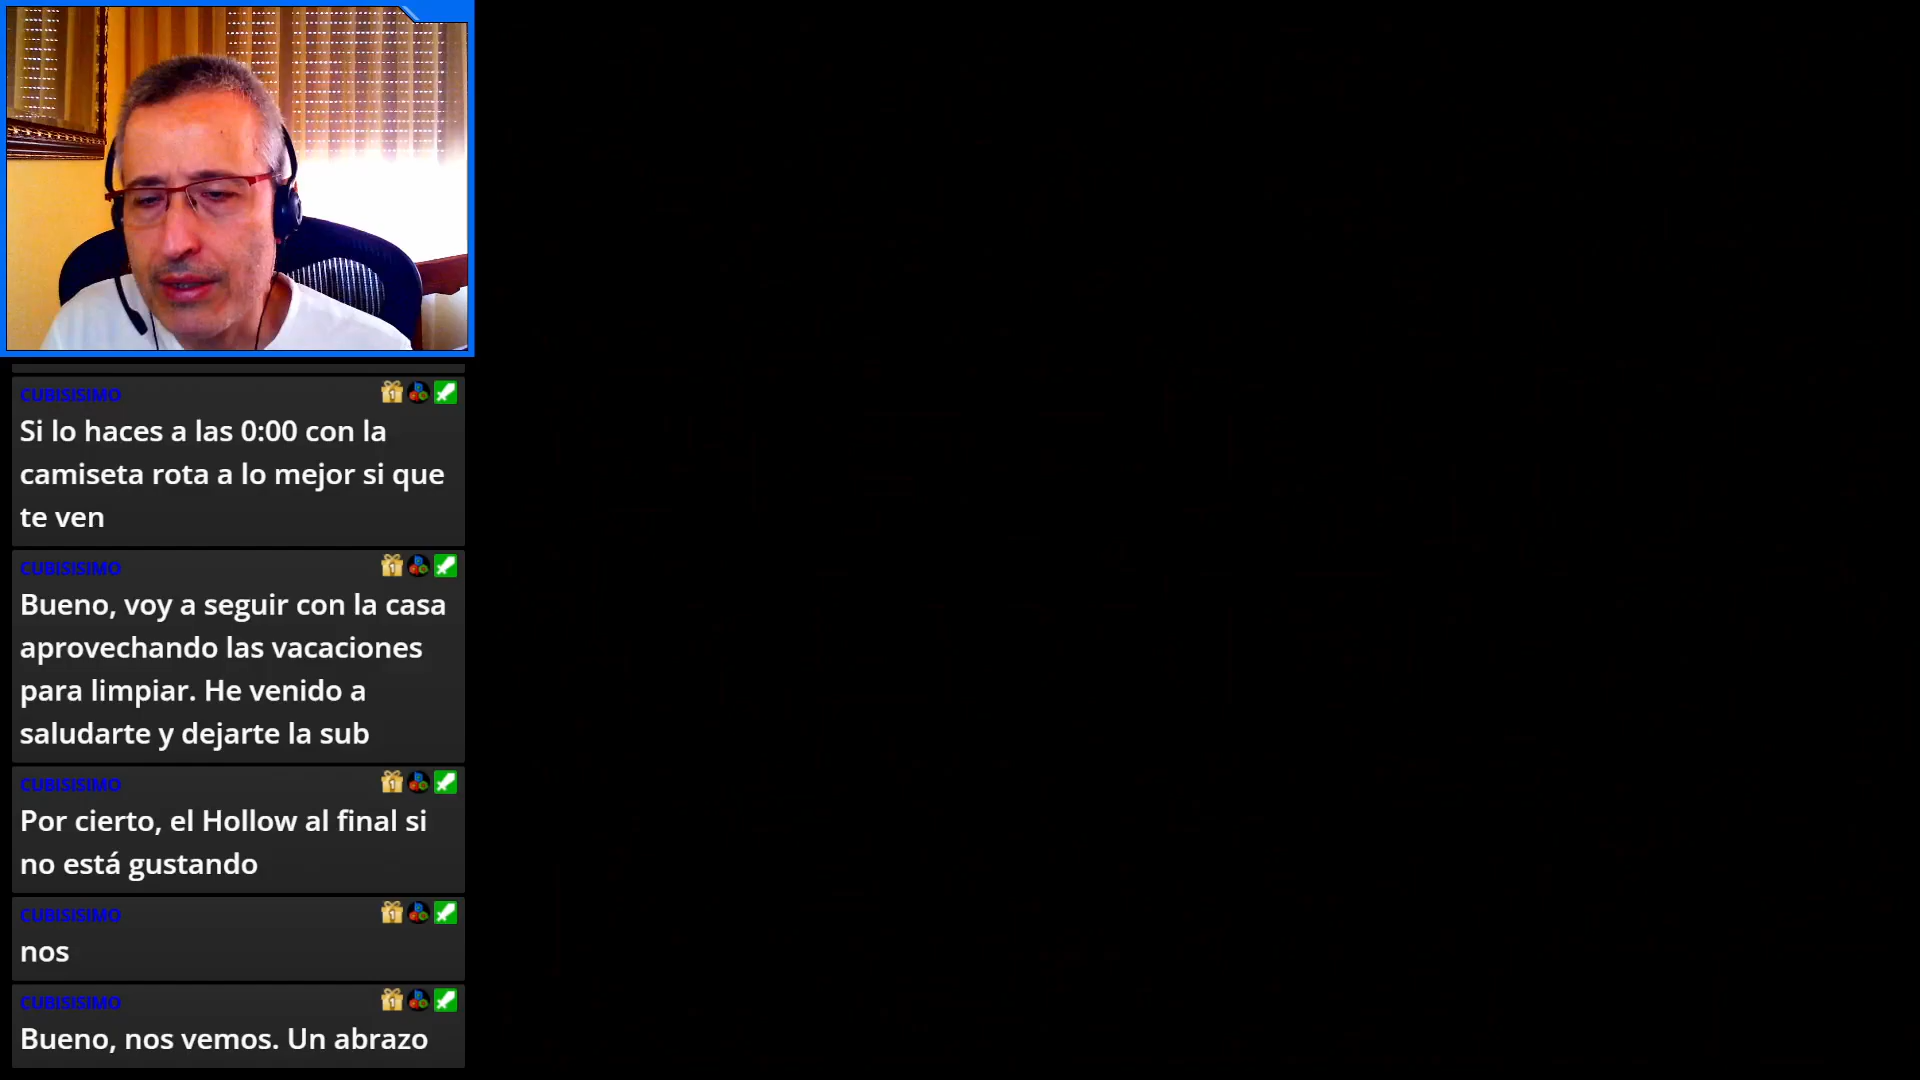 CUBISISIMO
Si lo haces a las 0:00 con la
camiseta rota a lo mejor si que
te ven
CUBISISIMO
Bueno, voy a seguir con la casa
aprovechando las vacaciones
para limpiar. He venido a
saludarte y dejarte la sub
CUBISISIMO
Por cierto, el Hollow al final si
no está gustando
CUBISISIMO
nos
CUBISISIMO
Bueno, nos vemos. Un abrazo